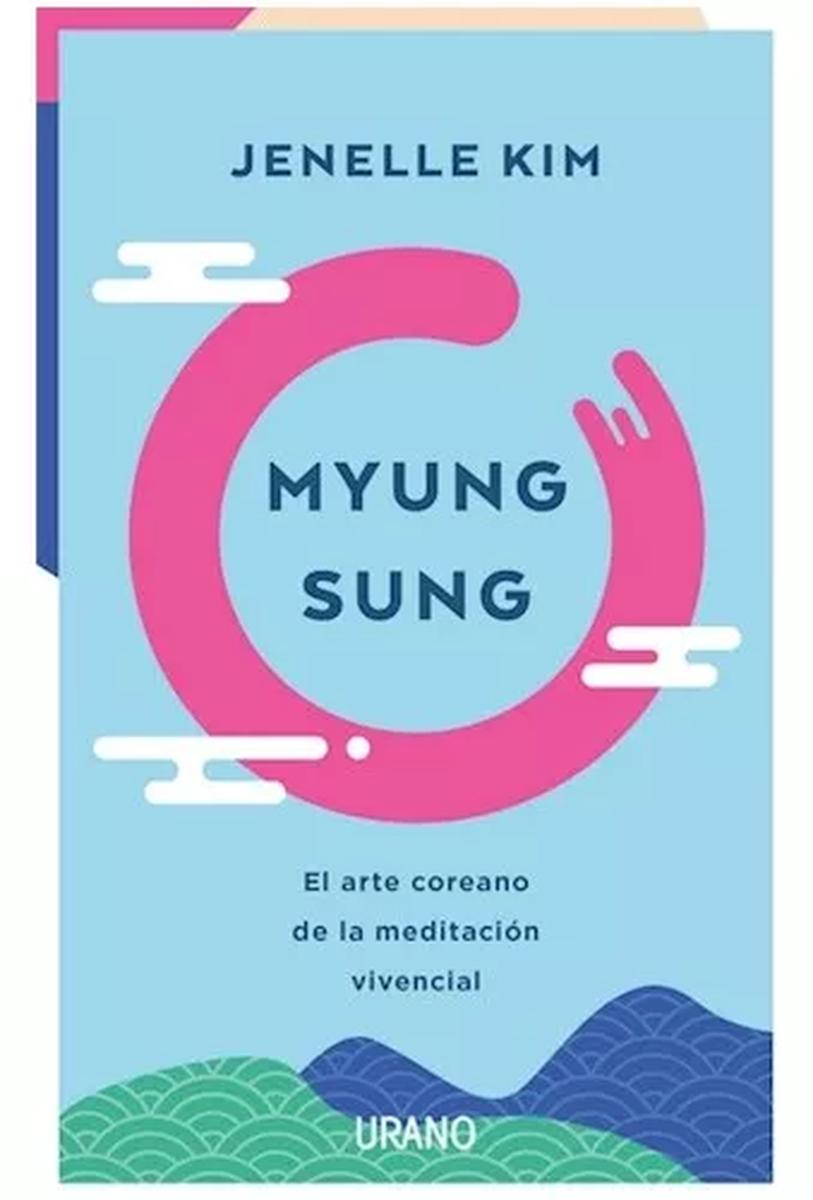 JENELLE KIM
MYUNG
SUNG
El arte coreano
de la meditación
vivencial
URANO